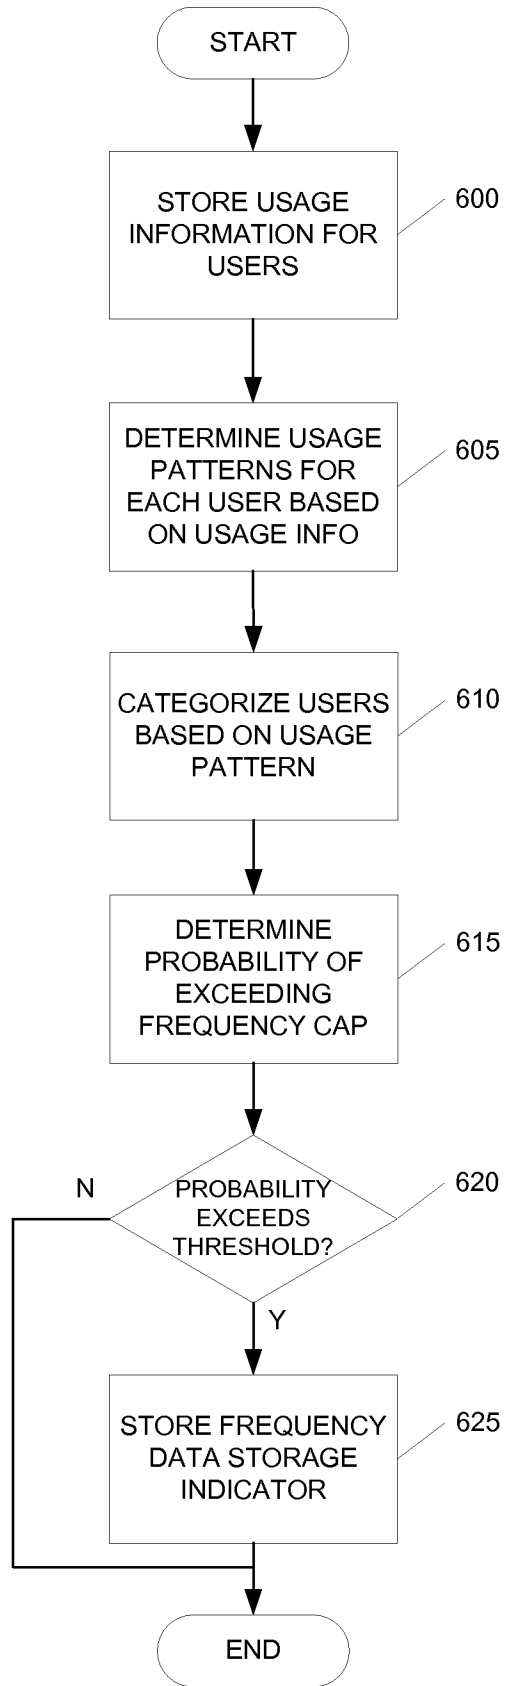 START
STORE USAGE
INFORMATION FOR
USERS
600
DETERMINE USAGE
PATTERNS FOR
EACH USER BASED
ON USAGE INFO
605
CATEGORIZE USERS
BASED ON USAGE
PATTERN
610
DETERMINE
PROBABILITY OF
EXCEEDING
FREQUENCY CAP
615
N
PROBABILITY
EXCEEDS
THRESHOLD?
620
Y
STORE FREQUENCY
DATA STORAGE
INDICATOR
625
END